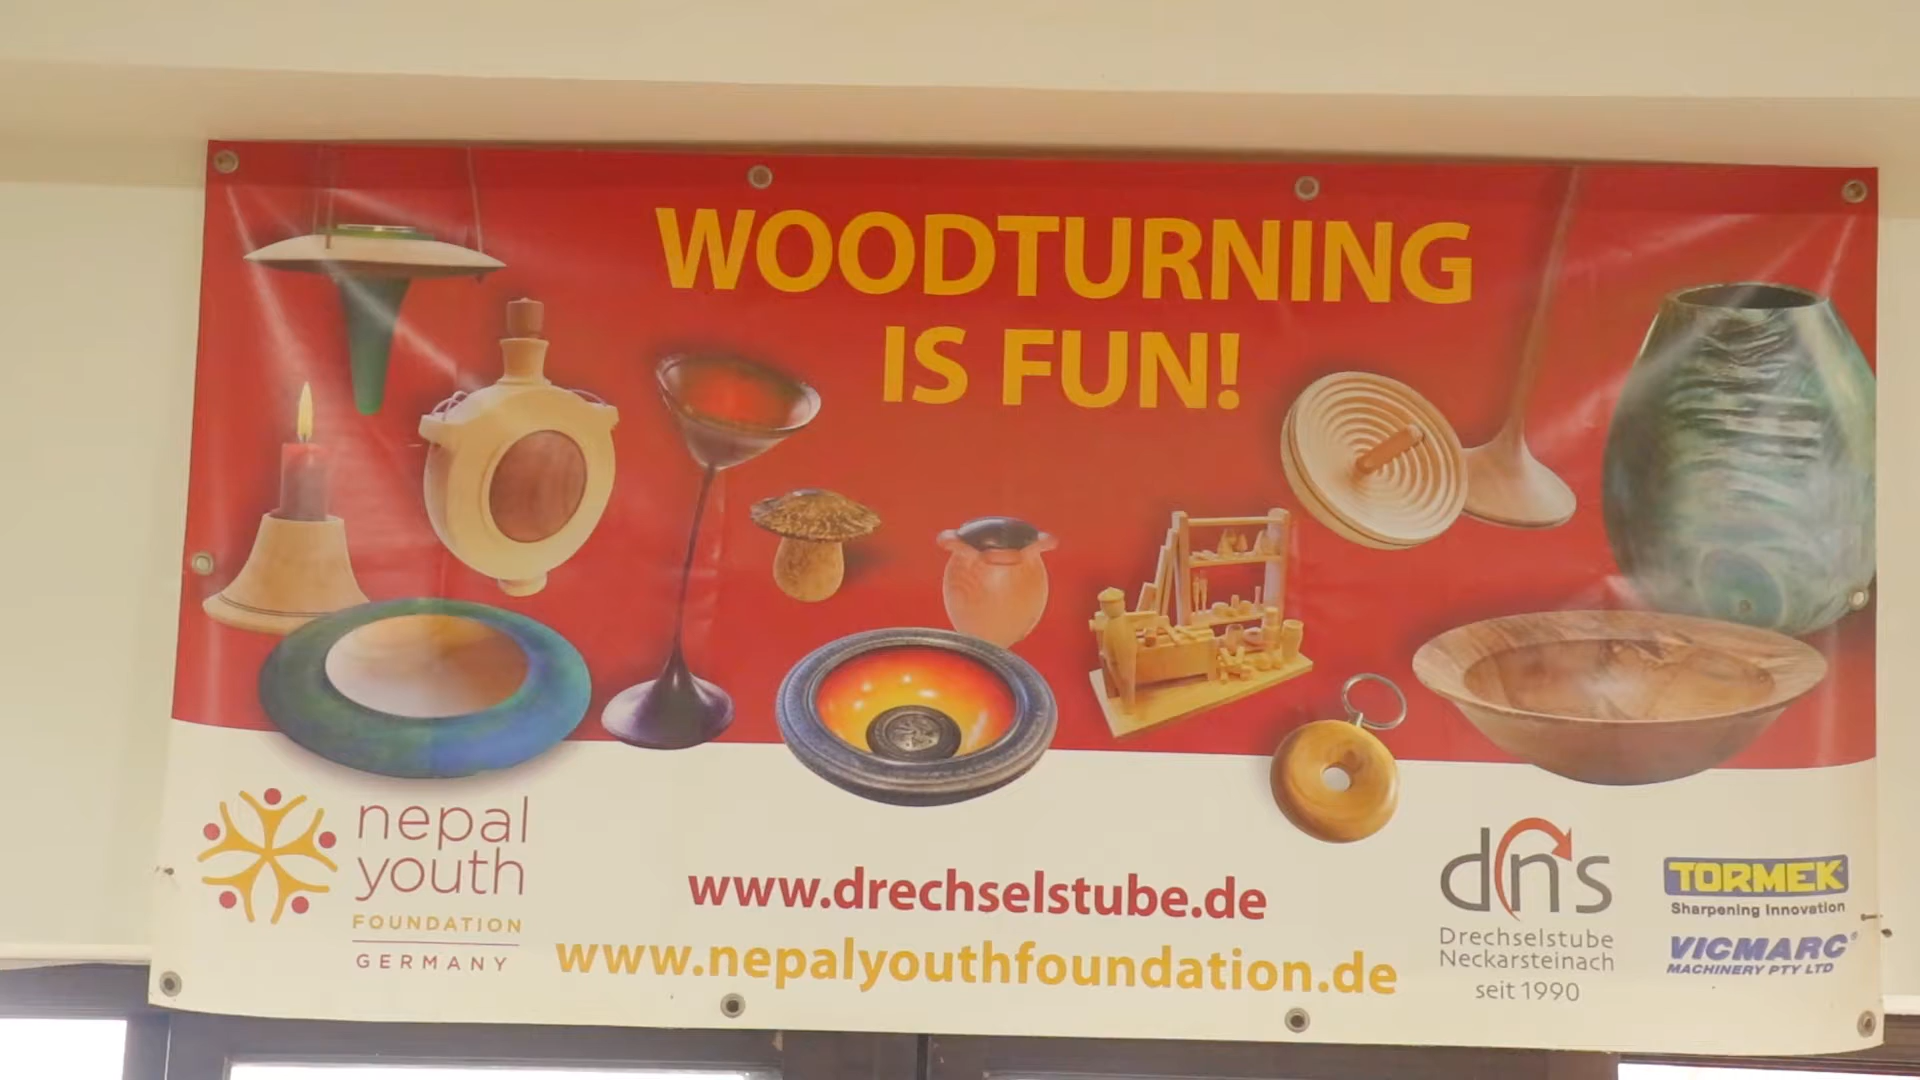 WOODTURNING
IS FUN!
nepal
youth
FOUNDATION
GERMANY
www.drechselstube.de
www.nepalyouthfoundation.de
dns
Drechselstube
Neckarsteinach
seit 1990
TORMEK®
Sharpening Innovation
VICMARC®
MACHINERY PTY LTD